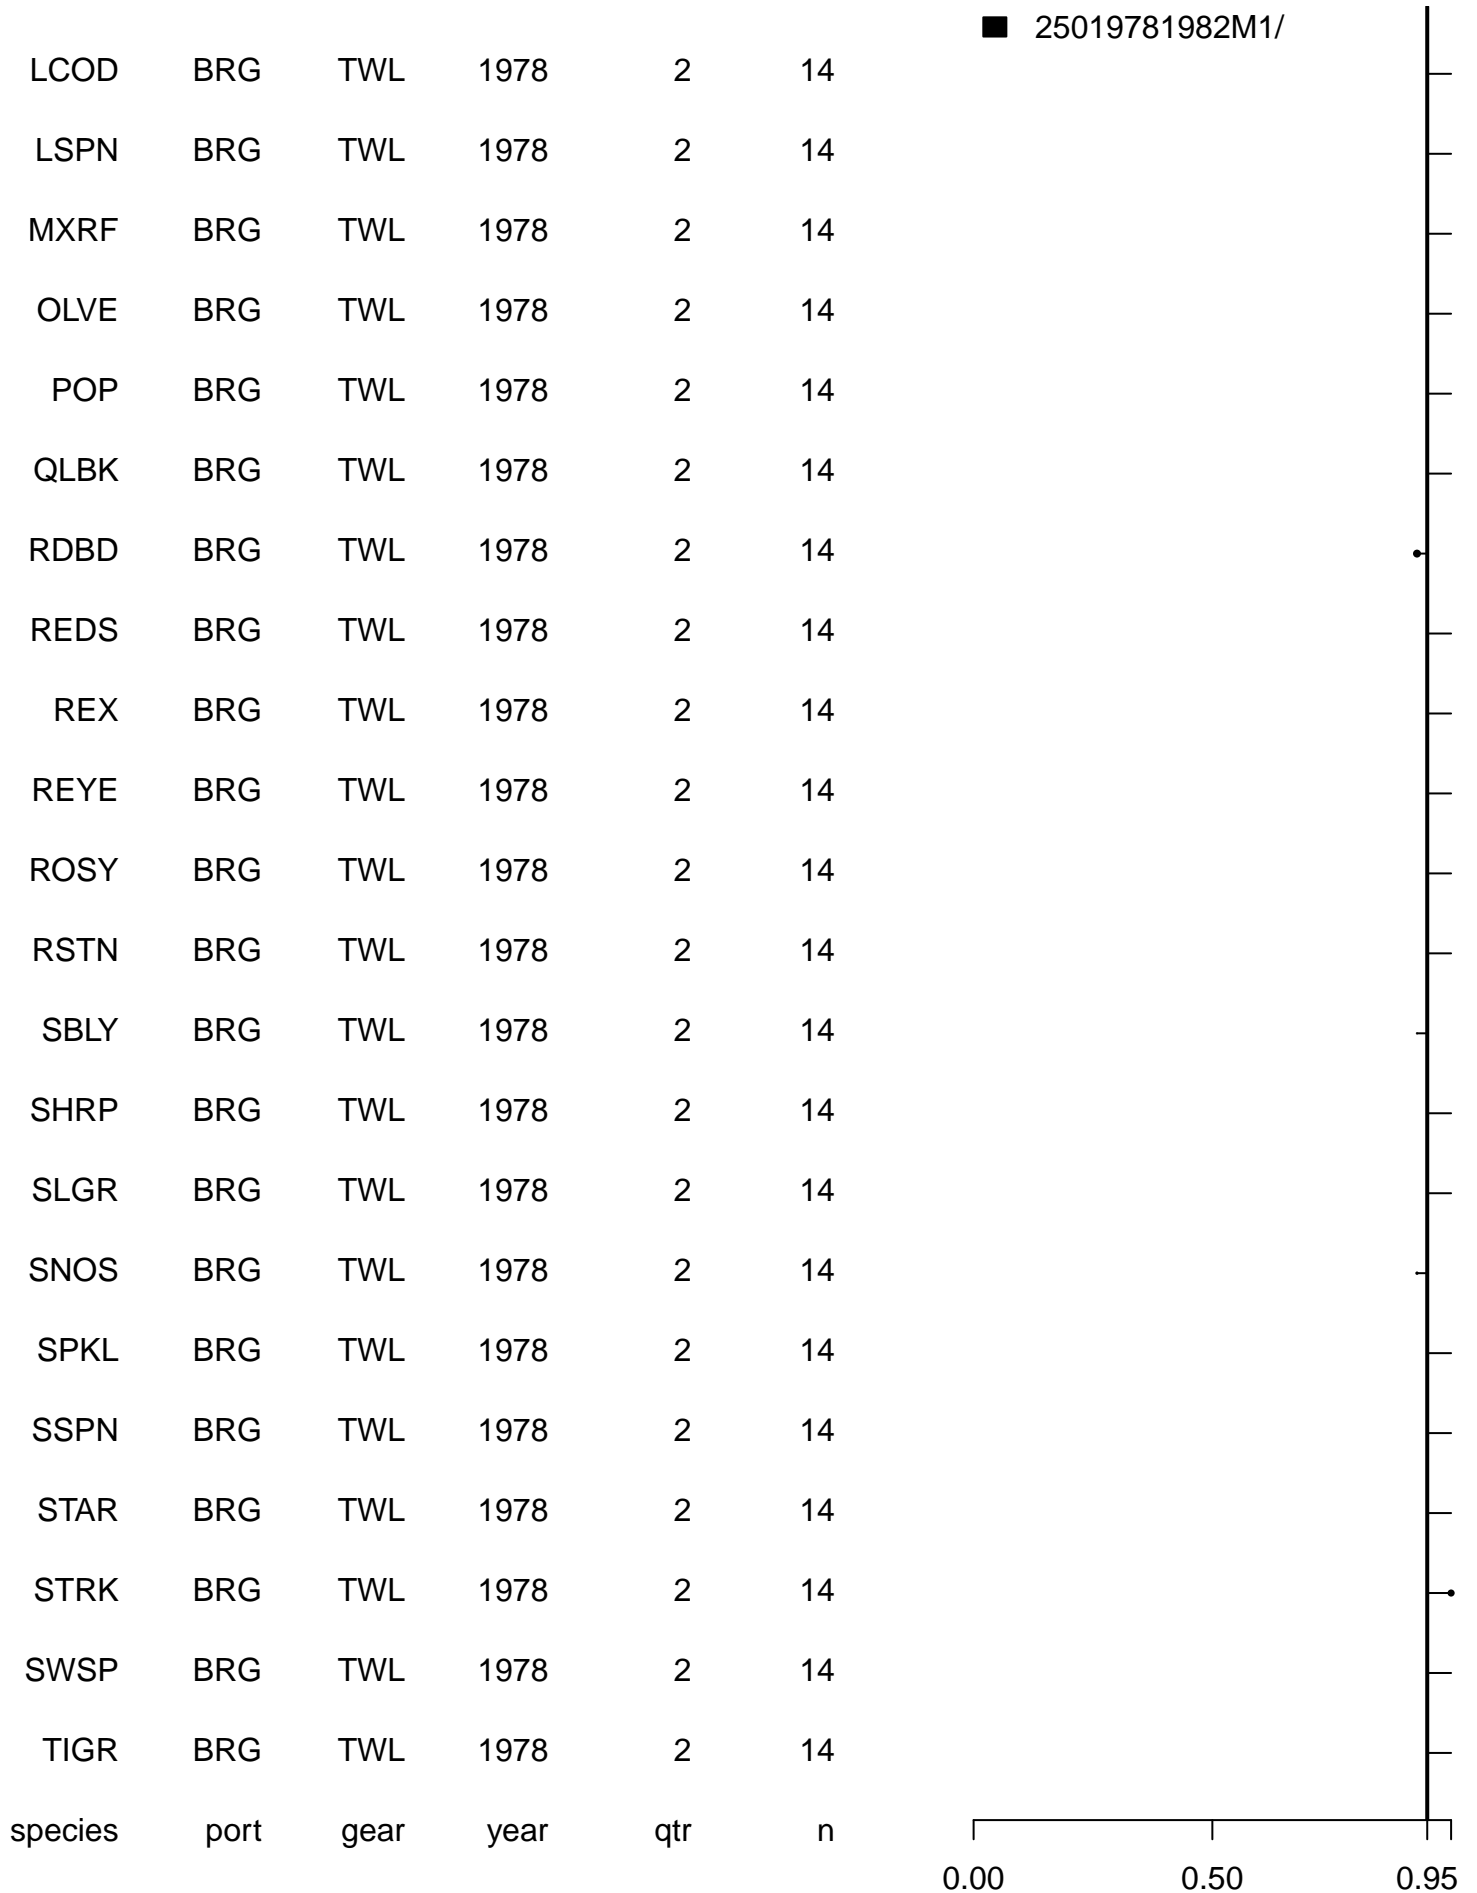 25019781982M1/
LCOD BRG TWL 1978 2 14
LSPN BRG TWL 1978 2 14
MXRF BRG TWL 1978 2 14
OLVE BRG TWL 1978 2 14
POP BRG TWL 1978 2 14
QLBK BRG TWL 1978 2 14
RDBD BRG TWL 1978 2 14
REDS BRG TWL 1978 2 14
REX BRG TWL 1978 2 14
REYE BRG TWL 1978 2 14
ROSY BRG TWL 1978 2 14
RSTN BRG TWL 1978 2 14
SBLY BRG TWL 1978 2 14
SHRP BRG TWL 1978 2 14
SLGR BRG TWL 1978 2 14
SNOS BRG TWL 1978 2 14
SPKL BRG TWL 1978 2 14
SSPN BRG TWL 1978 2 14
STAR BRG TWL 1978 2 14
STRK BRG TWL 1978 2 14
SWSP BRG TWL 1978 2 14
TIGR BRG TWL 1978 2 14
species port gear year qtr n
0.00 0.50 0.95